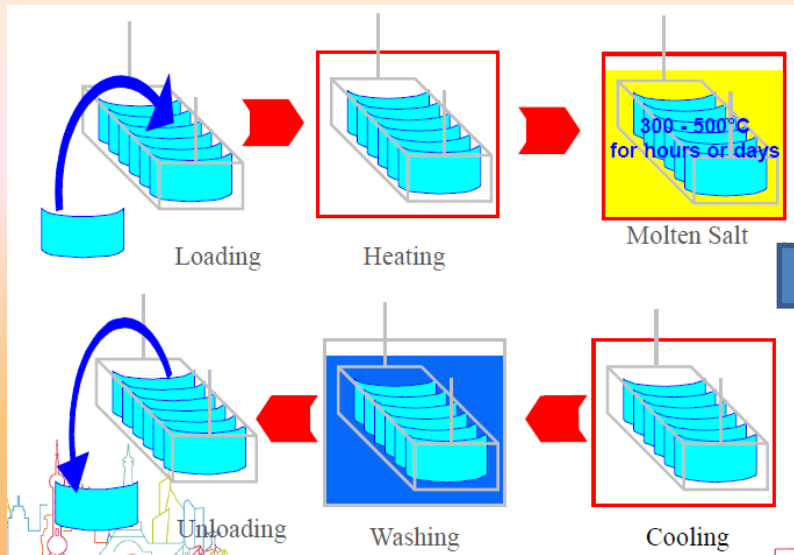 Loading
Heating
300 - 500°C
for hours or days
Molten Salt
Unloading
Washing
Cooling